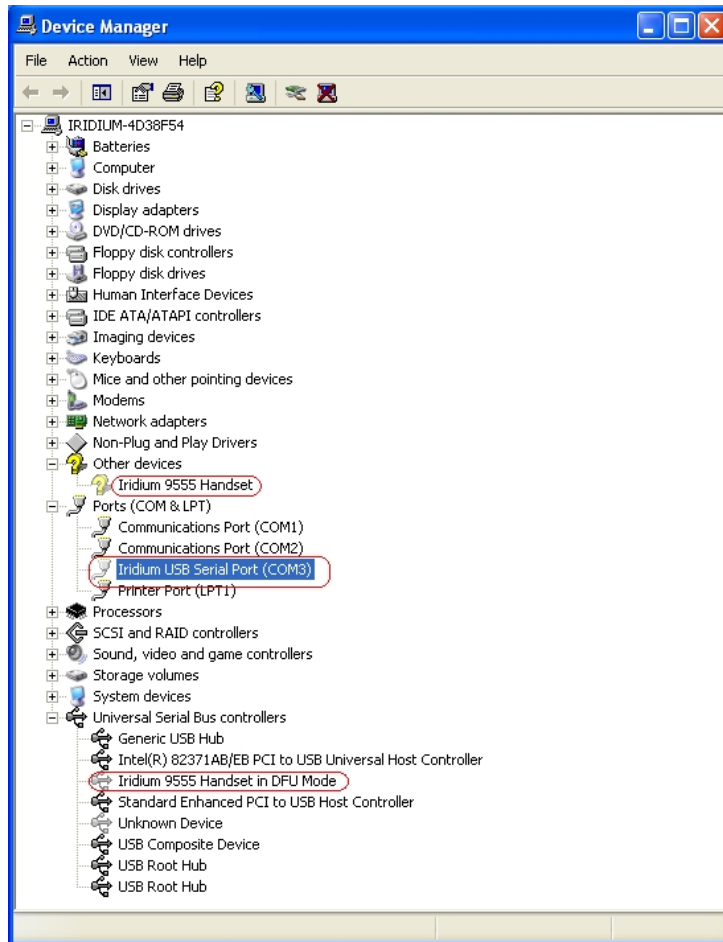 Device Manager
File Action View Help
IRIDIUM-4D38F54
Batteries
Computer
Disk drives
Display adapters
DVD/CD-ROM drives
Floppy disk controllers
Floppy disk drives
Human Interface Devices
IDE ATA/ATAPI controllers
Imaging devices
Keyboards
Mice and other pointing devices
Modems
Network adapters
Non-Plug and Play Drivers
Other devices
Iridium 9555 Handset
Ports (COM & LPT)
Communications Port (COM1)
Communications Port (COM2)
Iridium USB Serial Port (COM3)
Printer Port (LPT1)
Processors
SCSI and RAID controllers
Sound, video and game controllers
Storage volumes
System devices
Universal Serial Bus controllers
Generic USB Hub
Intel(R) 82371AB/EB PCI to USB Universal Host Controller
Iridium 9555 Handset in DFU Mode
Standard Enhanced PCI to USB Host Controller
Unknown Device
USB Composite Device
USB Root Hub
USB Root Hub